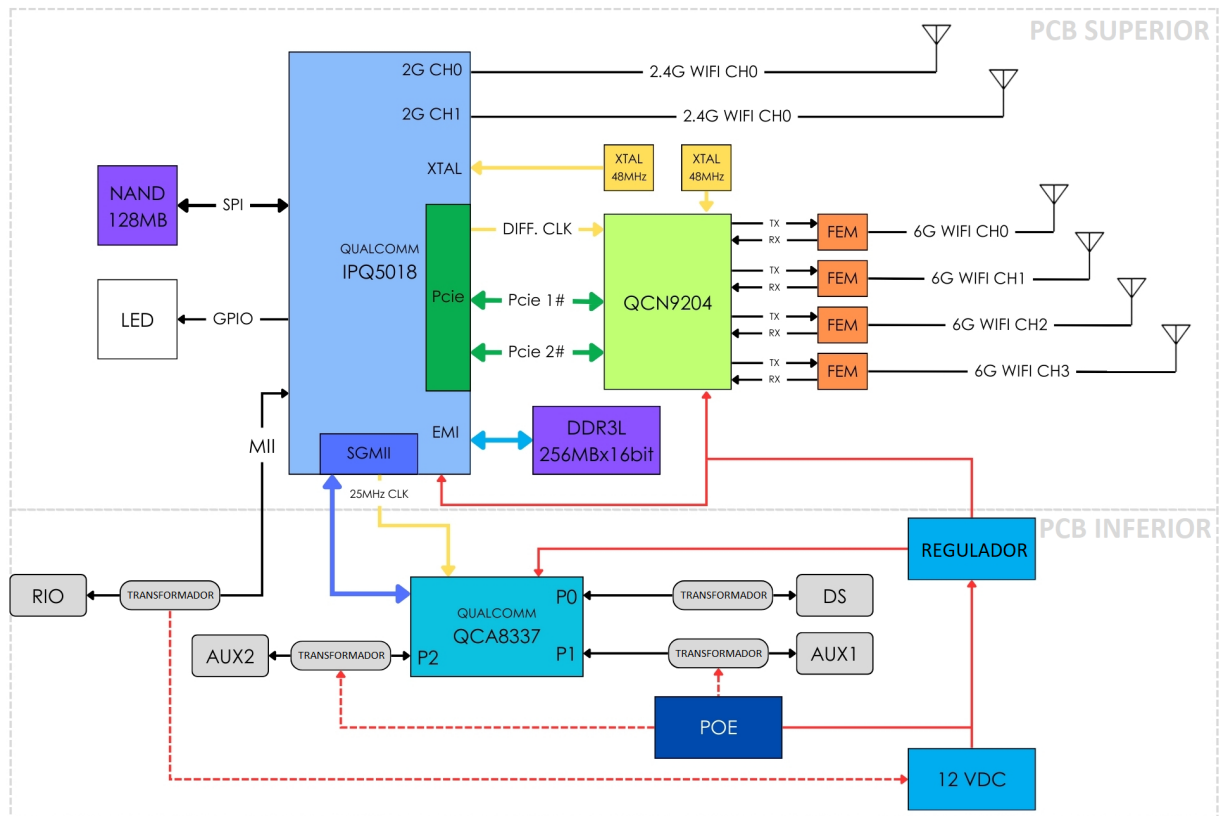 PCB SUPERIOR
2G CH0
2.4G WIFI CH0
2G CH1
2.4G WIFI CH0
XTAL
XTAL
48MHz
XTAL
48MHz
NAND
128MB
SPI
QUALCOMM
IPQ5018
DIFF. CLK
Pcie
Pcie 1#
Pcie 2#
QCN9204
TX
RX
FEM
6G WIFI CH0
TX
RX
FEM
6G WIFI CH1
TX
RX
FEM
6G WIFI CH2
TX
RX
FEM
6G WIFI CH3
LED
GPIO
MII
EMI
DDR3L
256MBx16bit
SGMII
25MHz CLK
PCB INFERIOR
REGULADOR
RIO
TRANSFORMADOR
QUALCOMM
QCA8337
P0
TRANSFORMADOR
DS
AUX2
TRANSFORMADOR
P2
P1
TRANSFORMADOR
AUX1
POE
12 VDC